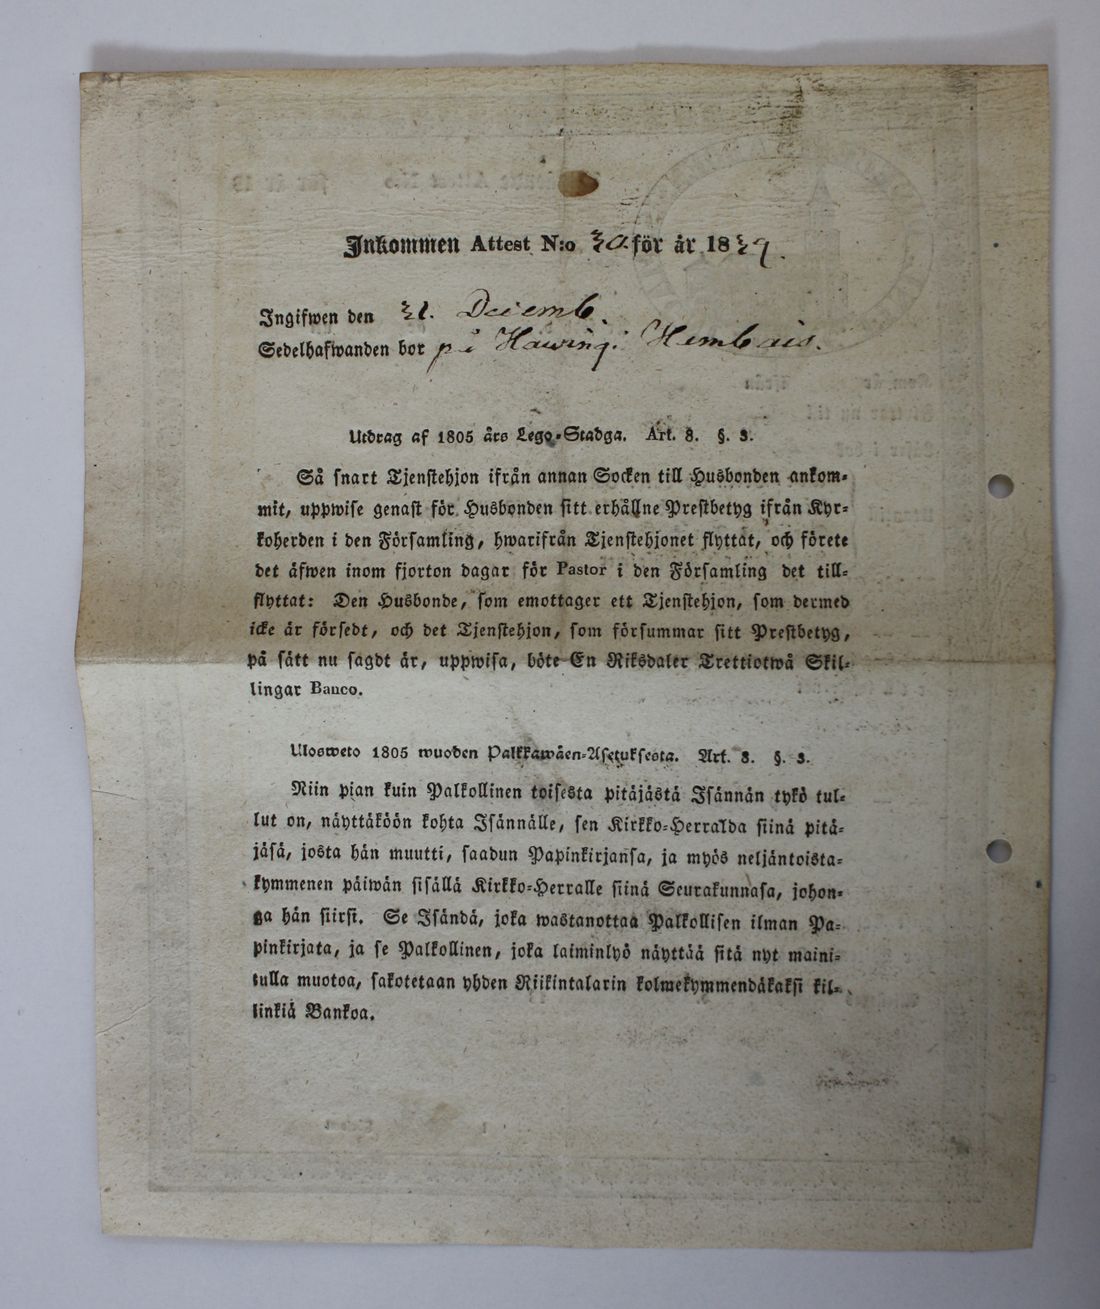 Inkommen Attest N:o 30. för år 1839.
Ingifwen den 31. Decemb.
Sedelhafwanden bor på
Utdrag af 1805 års Lego-Stadga. Art. 8. §. 3.
Så snart Tjenstehjon ifrån annan Socken till Husbonden ankom-
mit, uppwise genast för Husbonden sitt erhållne Prestbetyg ifrån Kyr-
koherden i den Församling, hwarifrån Tjenstehjonet flyttat, och förete
det äfwen inom fjorton dagar för Pastor i den Församling det till-
flyttat: Den Husbonde, som emottager ett Tjenstehjon, som dermed
icke är försedt, och det Tjenstehjon, som försummar sitt Prestbetyg,
på sätt nu sagdt är, uppwisa, böte En Riksdaler Trettiotwå Skil-
lingar Banco.
Ulosweto 1805 wuoden Palkkawäen-Asetuksesta. Art. 8. §. 3.
Niin pian kuin Palkollinen toisesta pitäjästä Isännän tykö tul-
lut on, näyttäköön kohta Isännälle, sen Kirkko-Herralda siinä pitä-
jäsä, josta hän muutti, saadun Papinkirjansa, ja myös neljäntoista-
kymmenen päiwän sisällä Kirkko-Herralle siinä Seurakunnasa, johon-
ga hän siirsi. Se Isändä, joka wastanottaa Palkollisen ilman Pa-
pinkirjata, ja se Palkollinen, joka laiminlyö näyttää sitä nyt maini-
tulla muotoa, sakotetaan yhden Riikintalarin kolmekymmendäkaksi kil-
linkiä Bankoa.